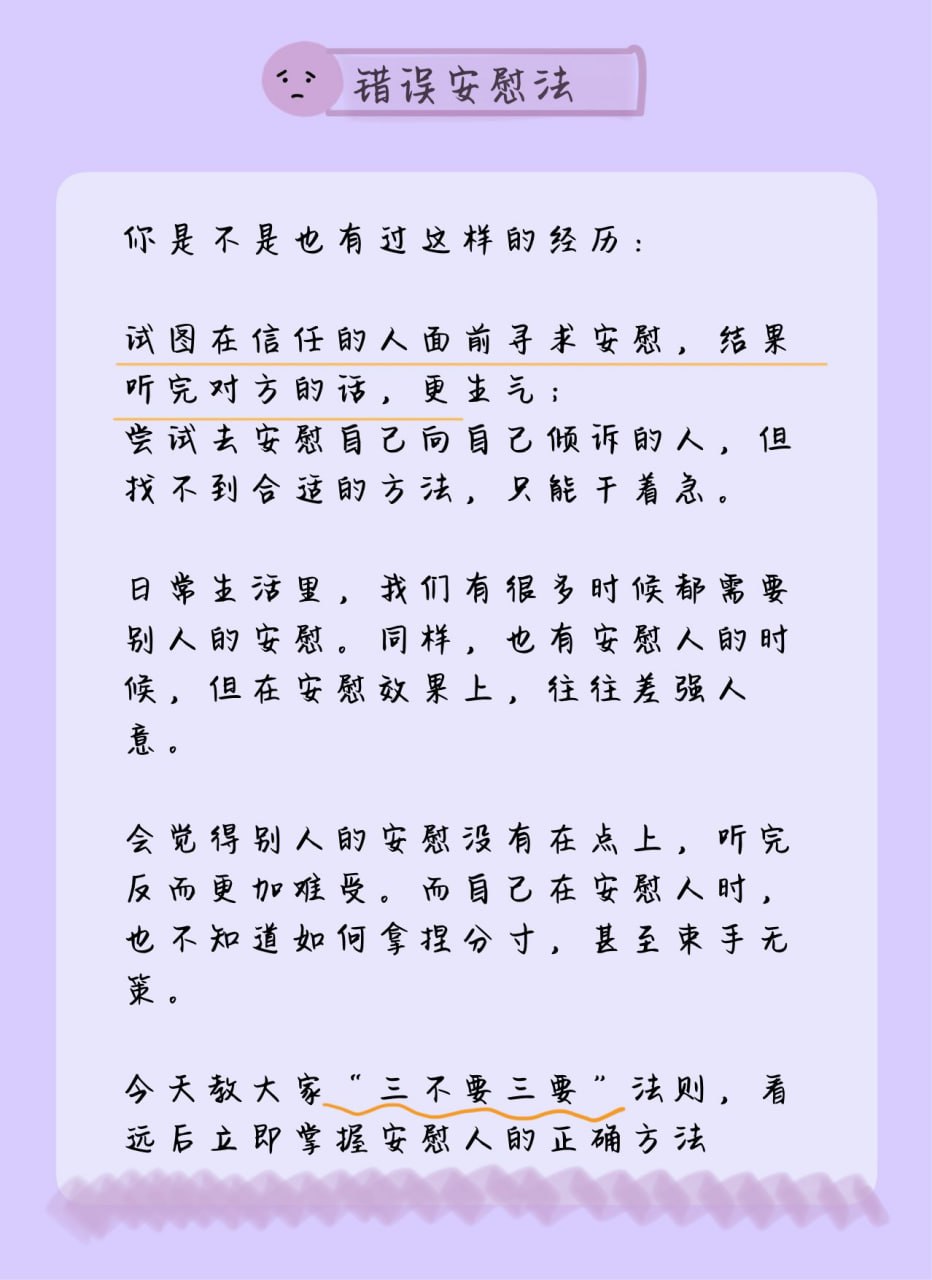 错误安慰法
你是不是也有过这样的经历：
试图在信任的人面前寻求安慰，结果
听完对方的话，更生气；
尝试去安慰自己向自己倾诉的人，但
找不到合适的方法，只能干着急。
日常生活里，我们有很多时候都需要
别人的安慰。同样，也有安慰人的时
候，但在安慰效果上，往往差强人
意。
会觉得别人的安慰没有在点上，听完
反而更加难受。而自己在安慰人时，
也不知道如何拿捏分寸，甚至束手无
策。
今天教大家“三不要三要”法则，看
远后立即掌握安慰人的正确方法